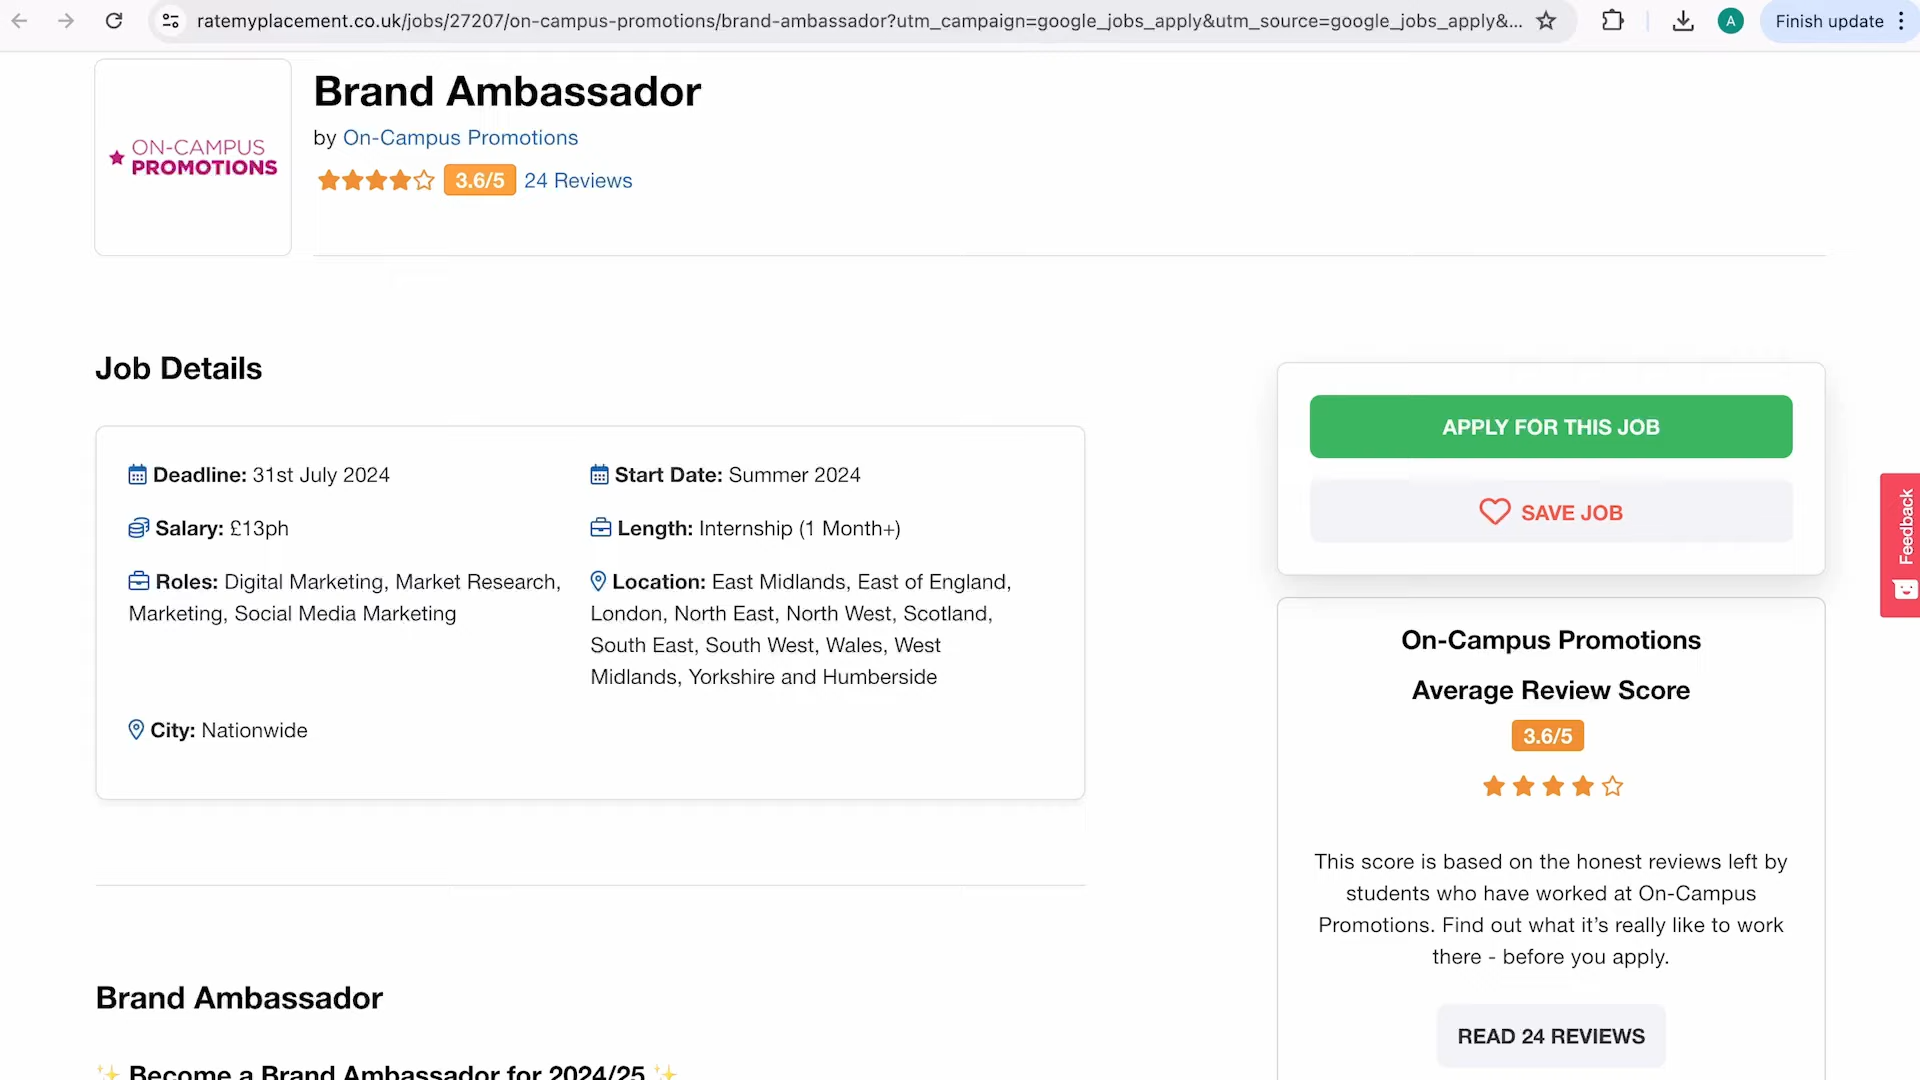 ratemyplacement.co.uk/jobs/27207/on-campus-promotions/brand-ambassador?utm_campaign=google_jobs_apply&utm_source=google_jobs_apply&...
A
Finish update
ON-CAMPUS
PROMOTIONS
Brand Ambassador
by On-Campus Promotions
3.6/5 24 Reviews
Job Details
Deadline: 31st July 2024
Start Date: Summer 2024
Salary: £13ph
Length: Internship (1 Month+)
Roles: Digital Marketing, Market Research,
Marketing, Social Media Marketing
Location: East Midlands, East of England,
London, North East, North West, Scotland,
South East, South West, Wales, West
Midlands, Yorkshire and Humberside
City: Nationwide
APPLY FOR THIS JOB
SAVE JOB
Feedback
On-Campus Promotions
Average Review Score
3.6/5
This score is based on the honest reviews left by
students who have worked at On-Campus
Promotions. Find out what it's really like to work
there - before you apply.
READ 24 REVIEWS
Brand Ambassador
✨ Become a Brand Ambassador for 2024/25 ✨